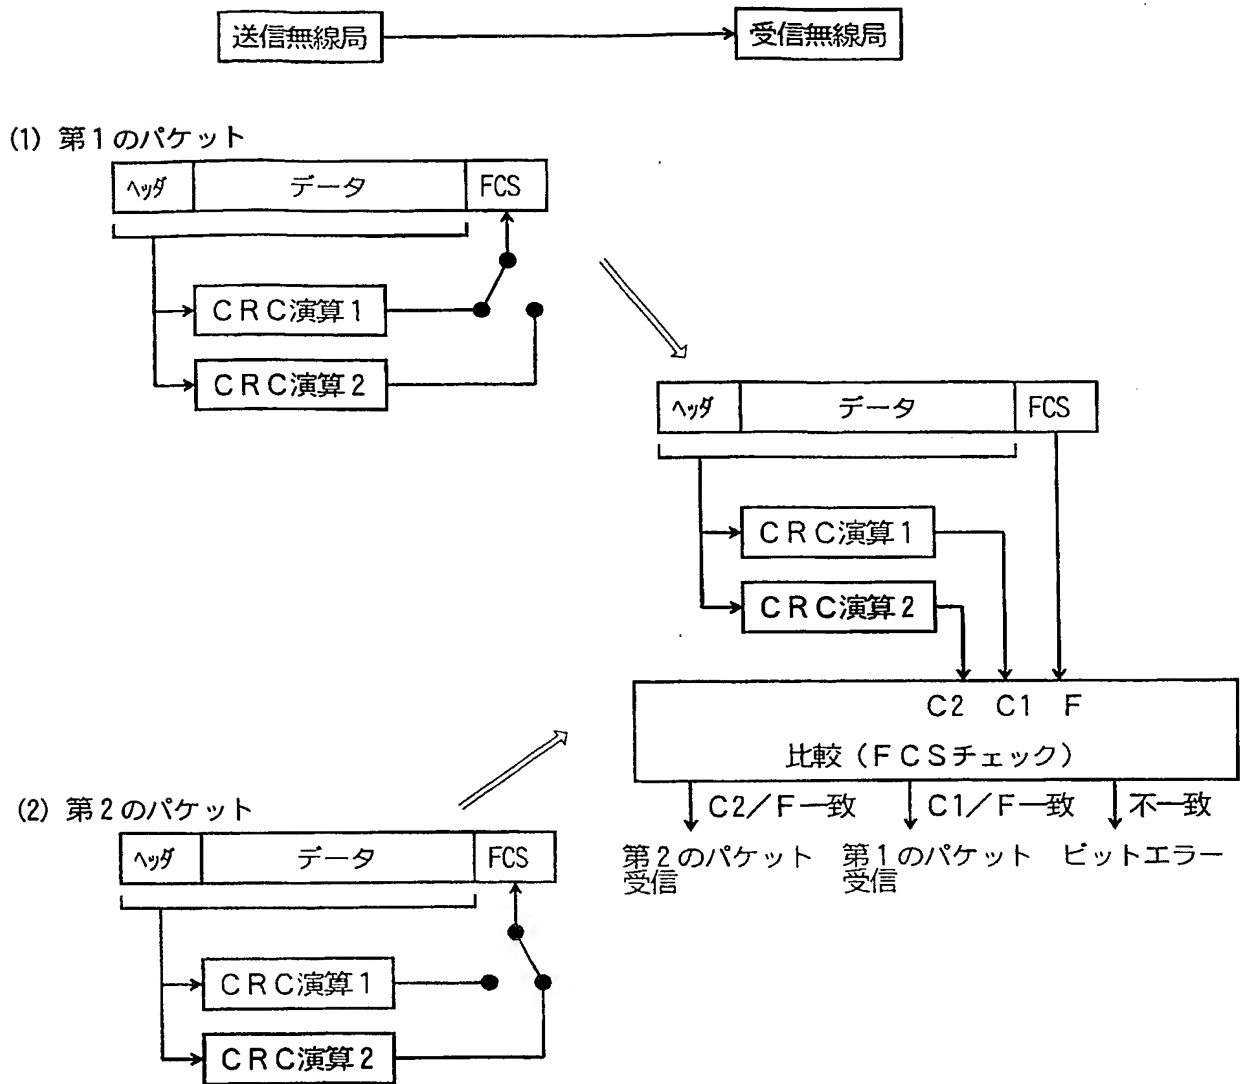 送信無線局
受信無線局
(1) 第1のパケット
ヘッダ データ FCS
CRC演算1
CRC演算2
ヘッダ データ FCS
CRC演算1
CRC演算2
C2 C1 F
比較(FCSチェック)
C2/F一致 C1/F一致 不一致
第2のパケット受信 第1のパケット受信 ビットエラー
(2) 第2のパケット
ヘッダ データ FCS
CRC演算1
CRC演算2